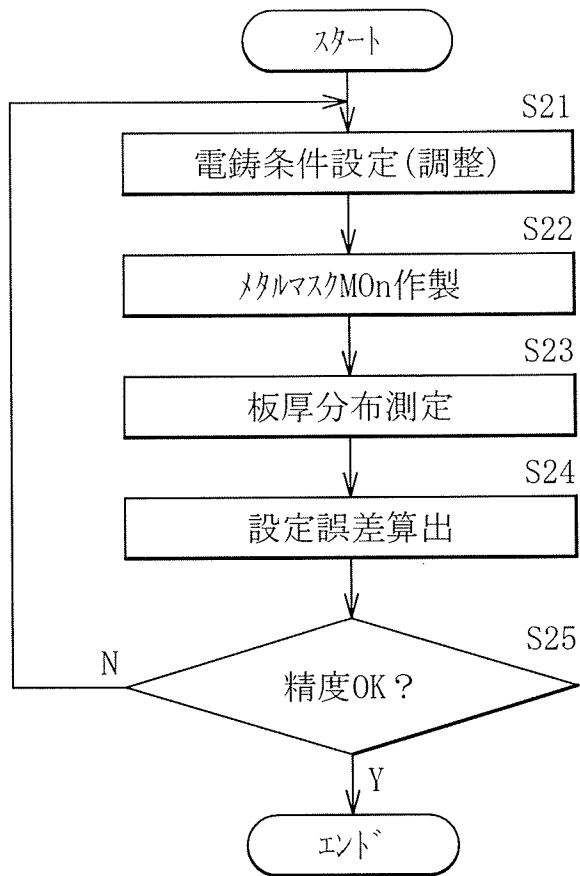 スタート
S21
電鋳条件設定(調整)
S22
メタルマスクM0n作製
S23
板厚分布測定
S24
設定誤差算出
S25
N
精度OK?
Y
エンド